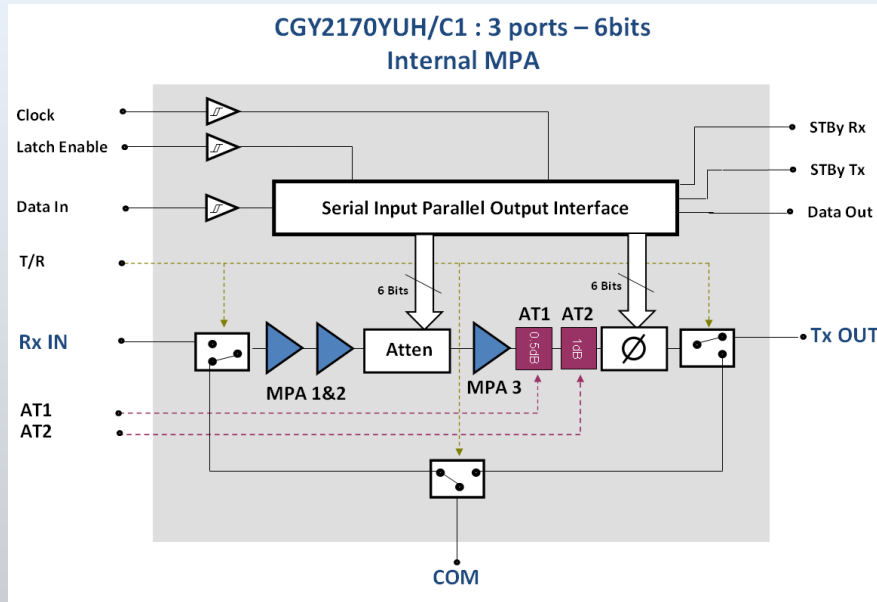 CGY2170YUH/C1 : 3 ports – 6bits
Internal MPA
Clock
Latch Enable
Data In
T/R
Serial Input Parallel Output Interface
STBy Rx
STBy Tx
Data Out
6 Bits
6 Bits
Rx IN
AT1
AT2
Tx OUT
Atten
0.5dB
1dB
Ø
MPA 1&2
MPA 3
AT1
AT2
COM